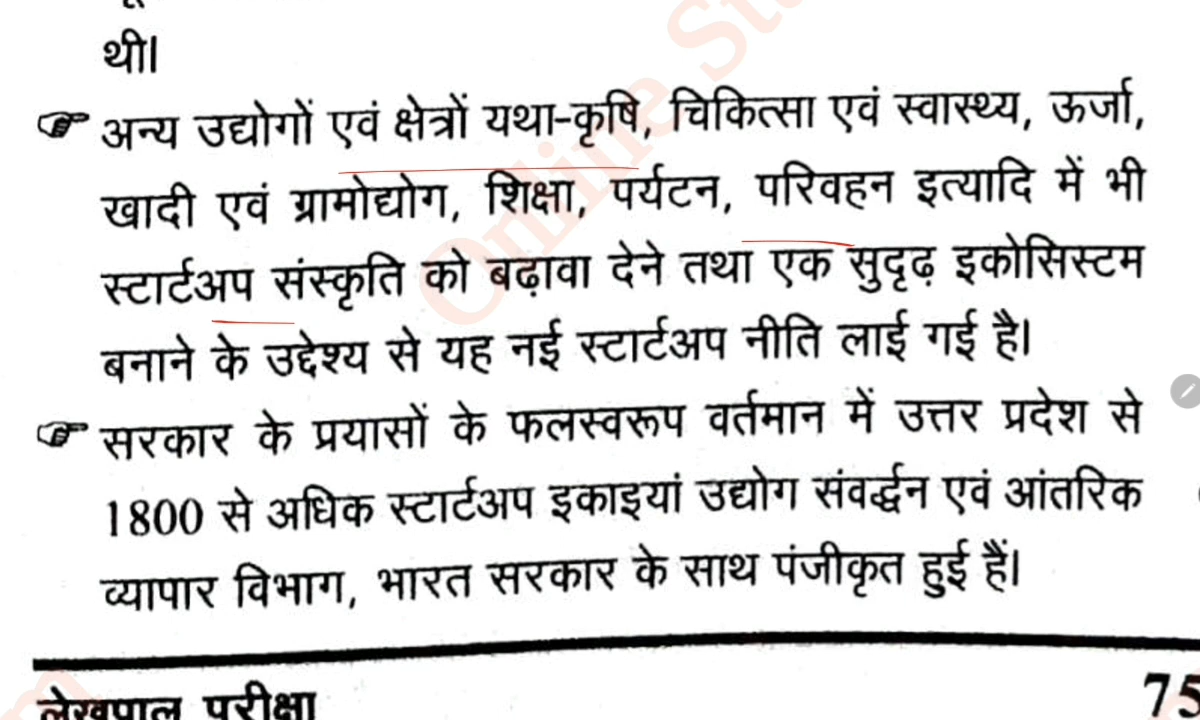 थी।
☞ अन्य उद्योगों एवं क्षेत्रों यथा-कृषि, चिकित्सा एवं स्वास्थ्य, ऊर्जा,
खादी एवं ग्रामोद्योग, शिक्षा, पर्यटन, परिवहन इत्यादि में भी
स्टार्टअप संस्कृति को बढ़ावा देने तथा एक सुदृढ़ इकोसिस्टम
बनाने के उद्देश्य से यह नई स्टार्टअप नीति लाई गई है।
☞ सरकार के प्रयासों के फलस्वरूप वर्तमान में उत्तर प्रदेश से
1800 से अधिक स्टार्टअप इकाइयां उद्योग संवर्द्धन एवं आंतरिक
व्यापार विभाग, भारत सरकार के साथ पंजीकृत हुई हैं।
लेखपाल परीक्षा 75
Online